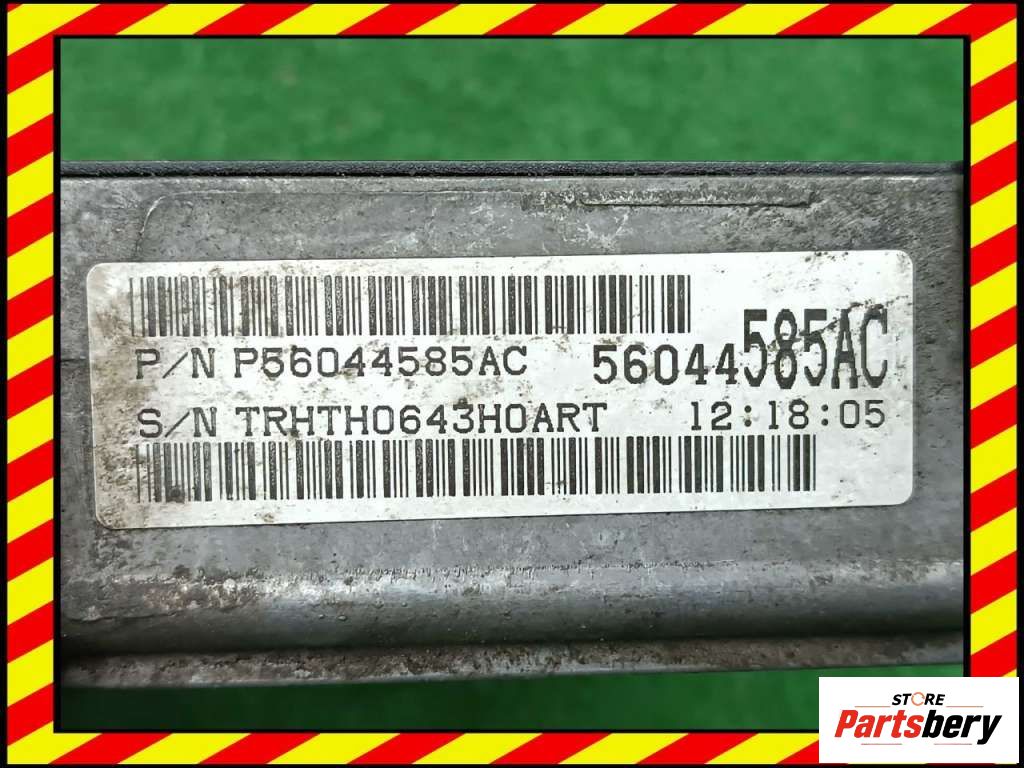 P/N P56044585AC 56044585AC
S/N TRHTH0643H0ART 12:18:05
STORE
Partsbery